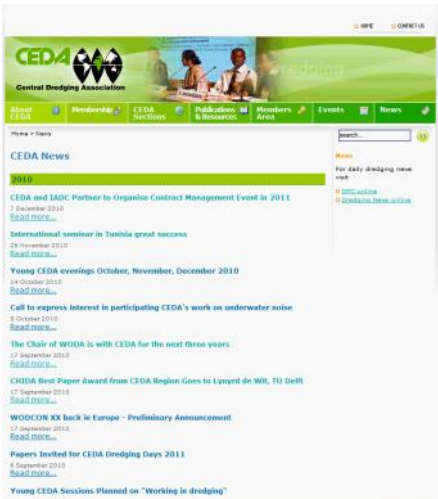 HOME
CONTACT US
CEDA
Central Dredging Association
About CEDA
Membership
CEDA Sections
Publications & Resources
Members Area
Events
News
Home > News
search...
CEDA News
News
For daily dredging news visit
Dredging News online
2010
CEDA and IADC Partner to Organise Contract Management Event in 2011
7 December 2010
Read more...
International seminar in Tunisia great success
26 November 2010
Read more...
Young CEDA evenings October, November, December 2010
14 October 2010
Read more...
Call to express interest in participating CEDA's work on underwater noise
5 October 2010
Read more...
The Chair of WODA is with CEDA for the next three years
17 September 2010
Read more...
CHIDA Best Paper Award from CEDA Region Goes to Lynyrd de Wit, TU Delft
17 September 2010
Read more...
WODCON XX back in Europe - Preliminary Announcement
17 September 2010
Read more...
Papers Invited for CEDA Dredging Days 2011
6 September 2010
Read more...
Young CEDA Sessions Planned on "Working in dredging"